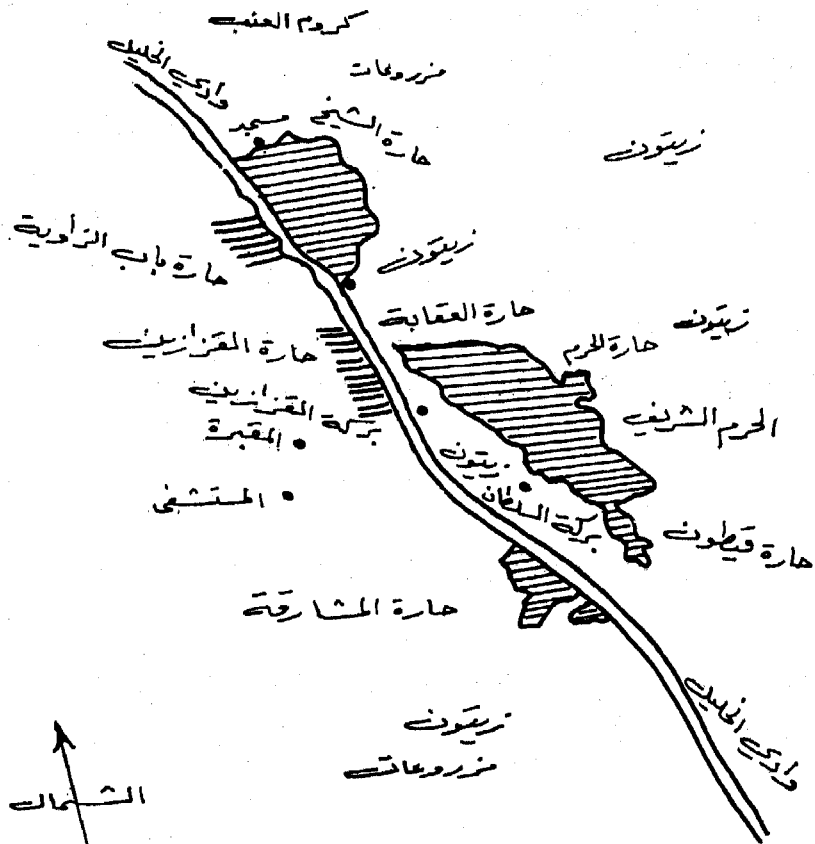 كروم العنب
وادي الخليل
مزروعات
مسجد
حارة الشيخ
زيتون
حارة باب الزاوية
زيتون
حارة العقابة
زيتون
حارة الحرم
حارة القزازين
بركة القزازين
الحرم الشريف
المقبرة
زيتون
بركة السلطان
المستشفى
حارة قيطون
حارة المشارقة
وادي الخليل
زيتون
مزروعات
الشمال